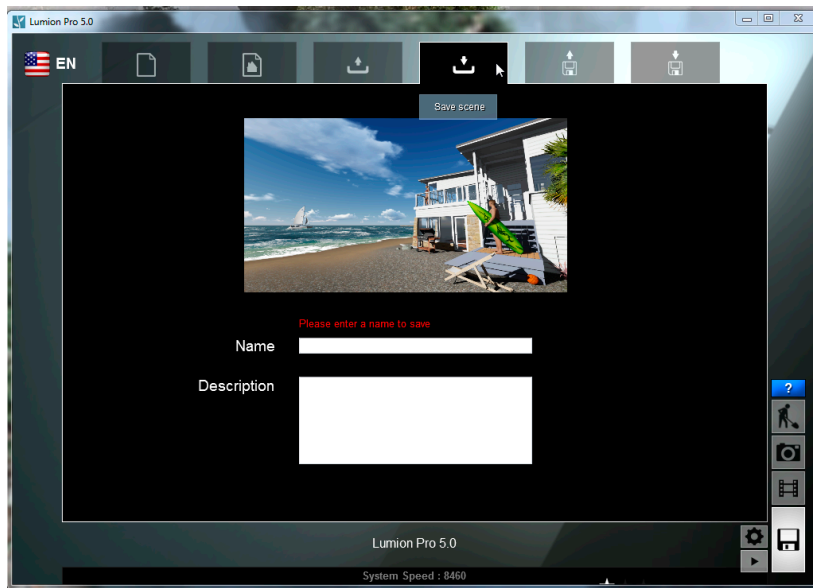 Lumion Pro 5.0
EN
Save scene
Please enter a name to save
Name
Description
?
Lumion Pro 5.0
System Speed : 8460